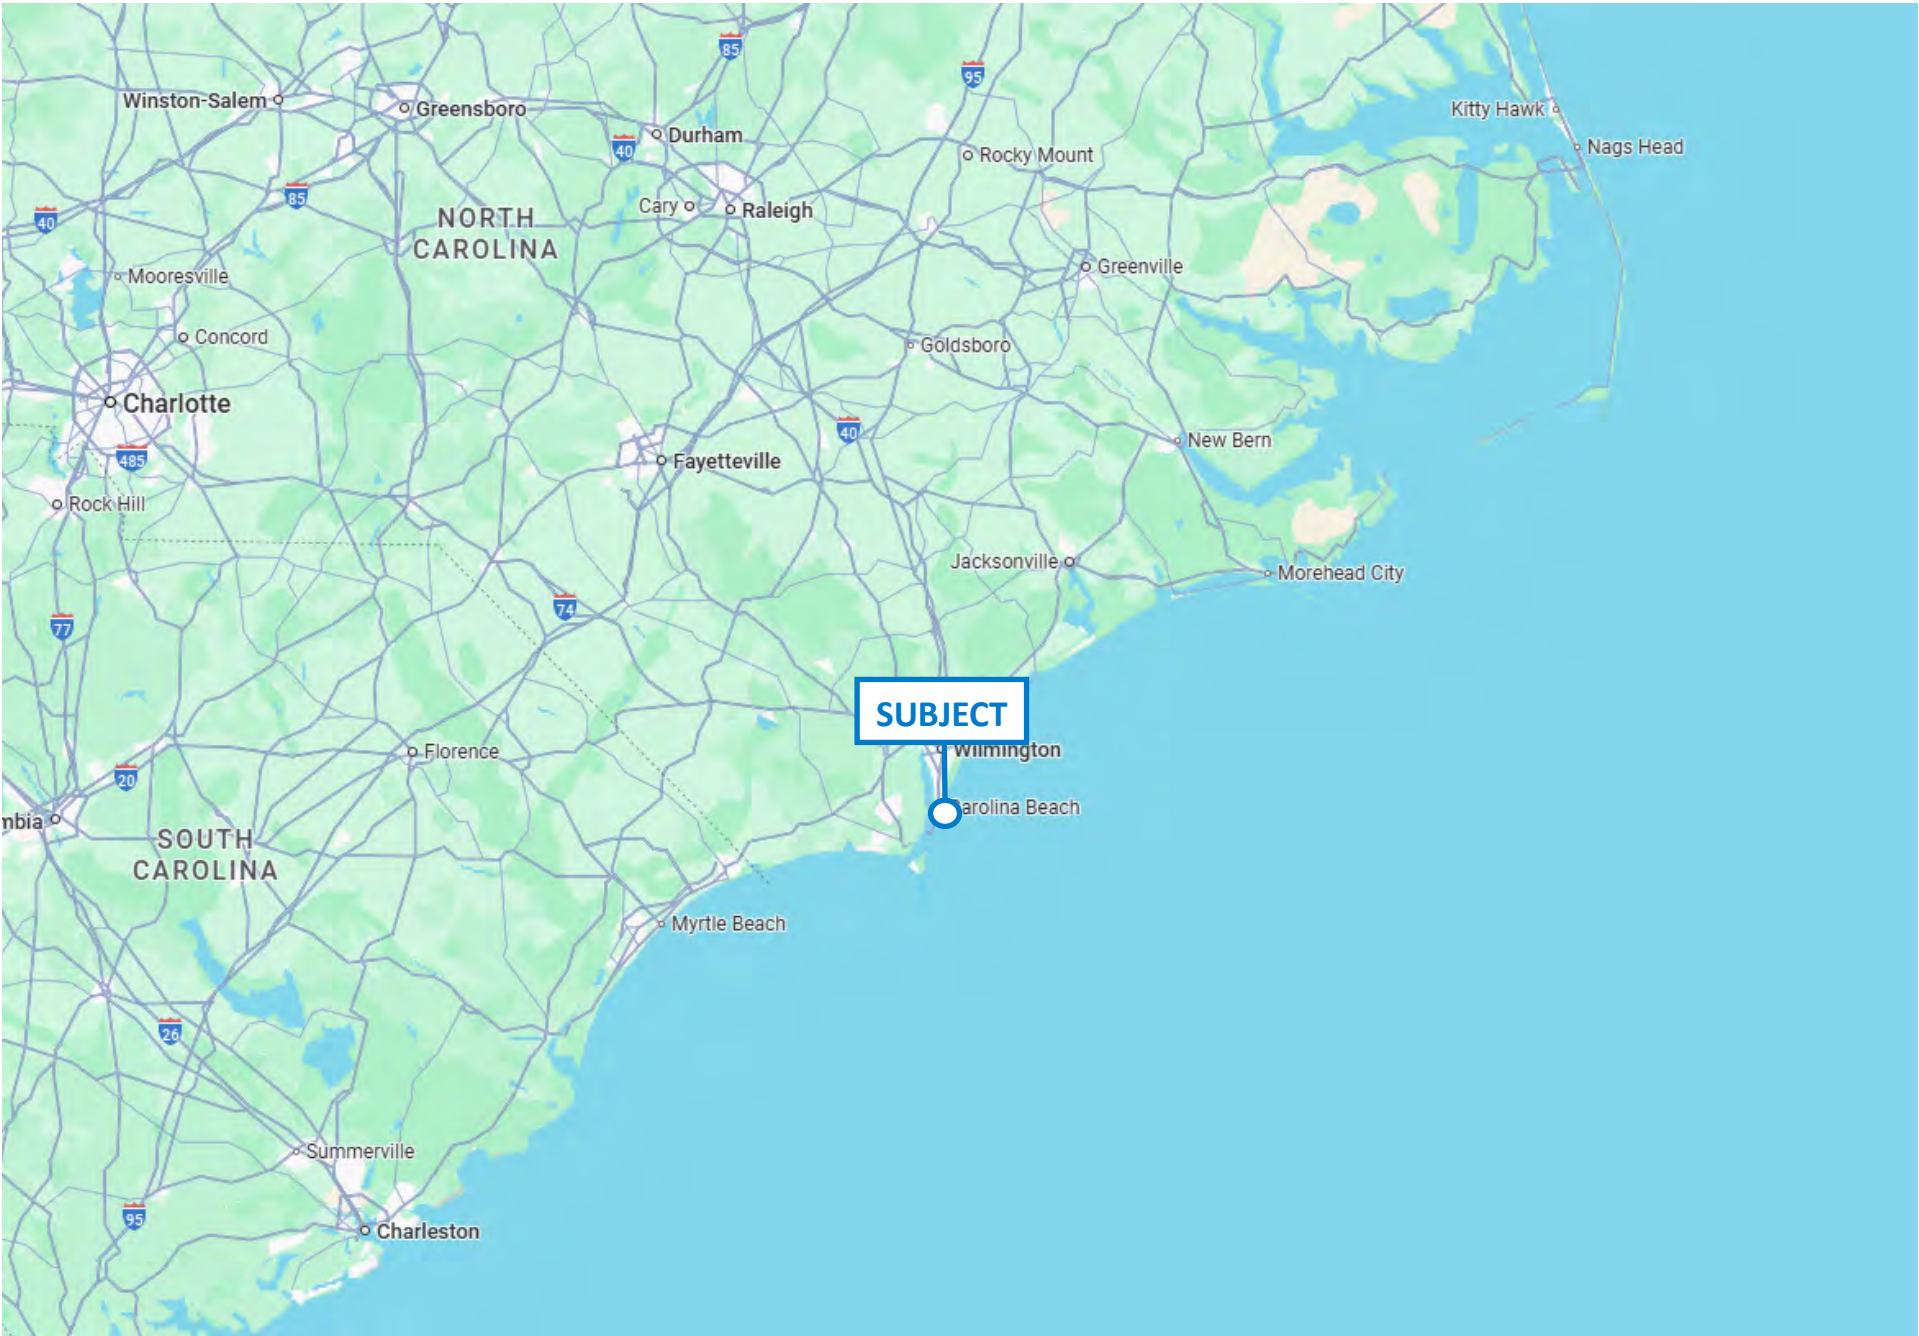 85
95
Winston-Salem
Greensboro
Kitty Hawk
Durham
40
Nags Head
Rocky Mount
85
Cary
Raleigh
40
NORTH
CAROLINA
Greenville
Mooresville
Concord
Goldsboro
Charlotte
40
New Bern
485
Fayetteville
Rock Hill
Jacksonville
Morehead City
74
77
SUBJECT
Wilmington
Florence
20
arolina Beach
mbia
SOUTH
CAROLINA
Myrtle Beach
26
Summerville
95
Charleston